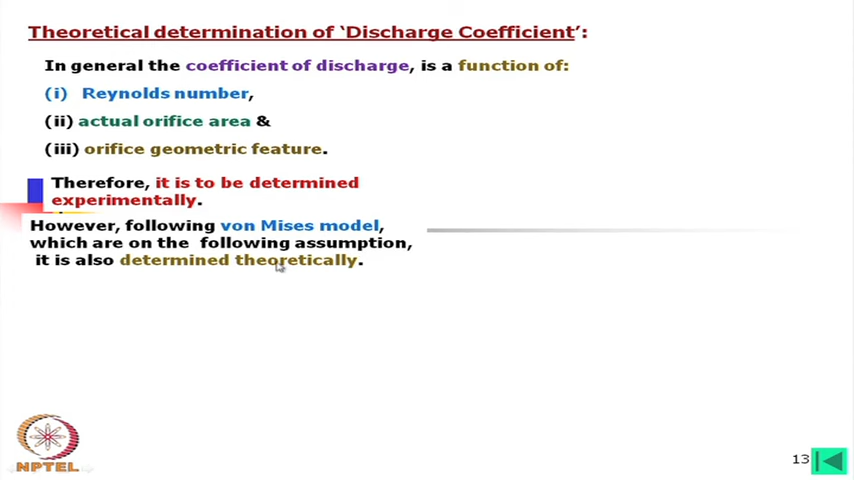 Theoretical determination of ‘Discharge Coefficient’:
In general the coefficient of discharge, is a function of:
(i) Reynolds number,
(ii) actual orifice area &
(iii) orifice geometric feature.
Therefore, it is to be determined
experimentally.
However, following von Mises model,
which are on the following assumption,
it is also determined theoretically.
NPTEL
13